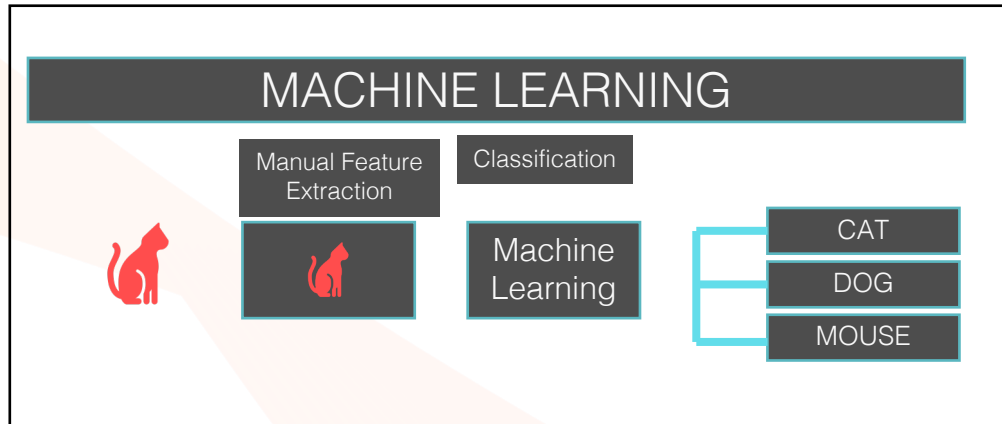 MACHINE LEARNING
Manual Feature
Extraction
Classification
Machine
Learning
CAT
DOG
MOUSE